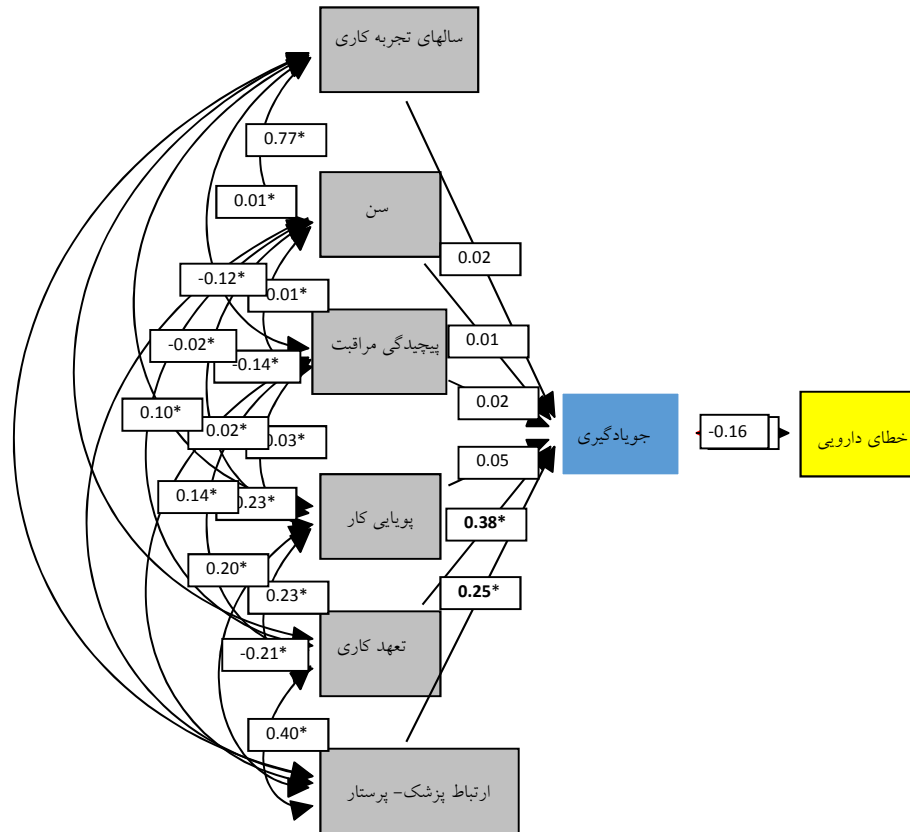 سالهای تجربه کاری
0.77*
0.01*
سن
0.02
-0.12*
0.01*
پیچیدگی مراقبت
0.01
-0.02*
-0.14*
0.02
0.10*
0.02*
0.03*
جویادگیری
-0.16
خطای دارویی
0.05
0.14*
0.23*
پویایی کار
0.38*
0.20*
0.23*
0.25*
تعهد کاری
-0.21*
0.40*
ارتباط پزشک- پرستار